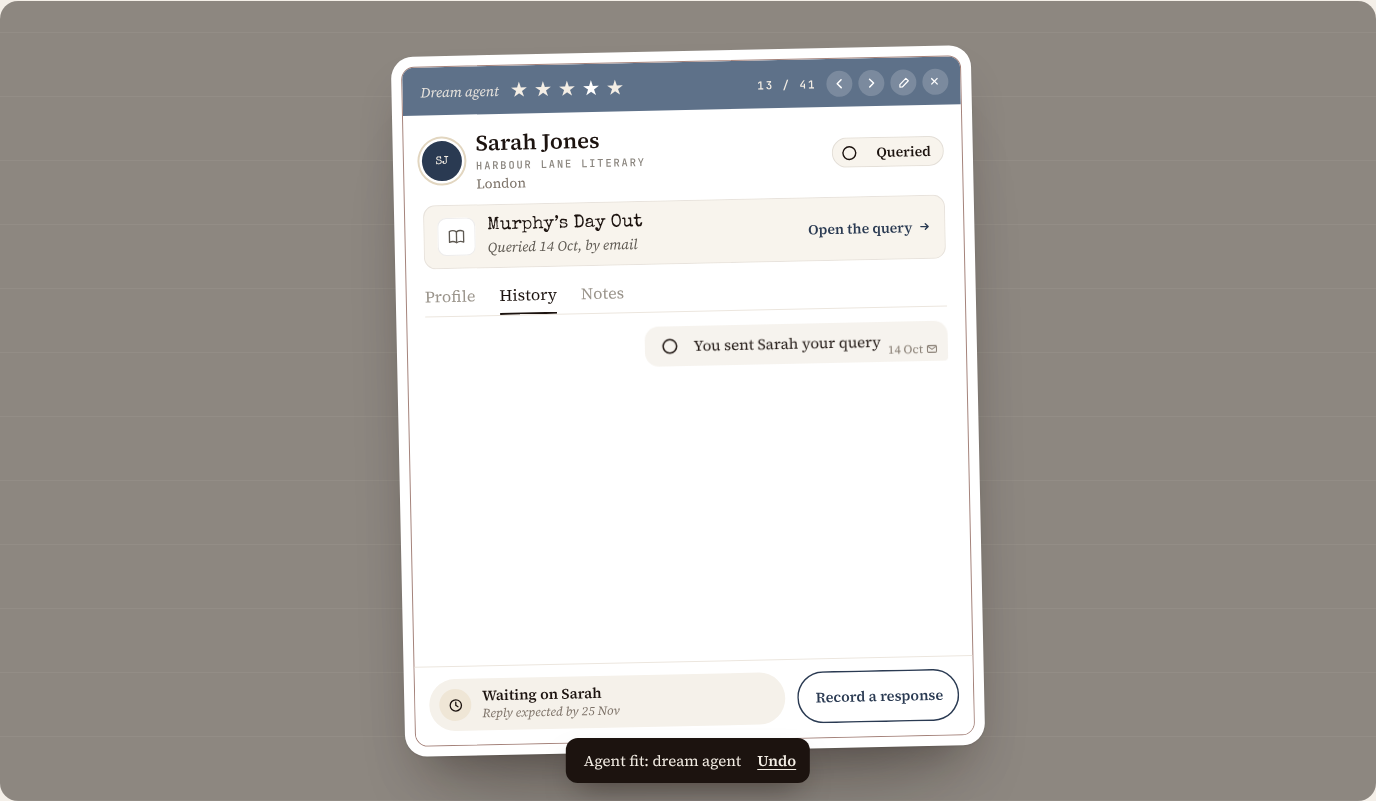 Dream agent ★ ★ ★ ★ ★ 13 / 41
SJ
Sarah Jones
HARBOUR LANE LITERARY
London
Queried
Murphy's Day Out
Queried 14 Oct, by email
Open the query →
Profile History Notes
You sent Sarah your query 14 Oct
Waiting on Sarah
Reply expected by 25 Nov
Record a response
Agent fit: dream agent Undo